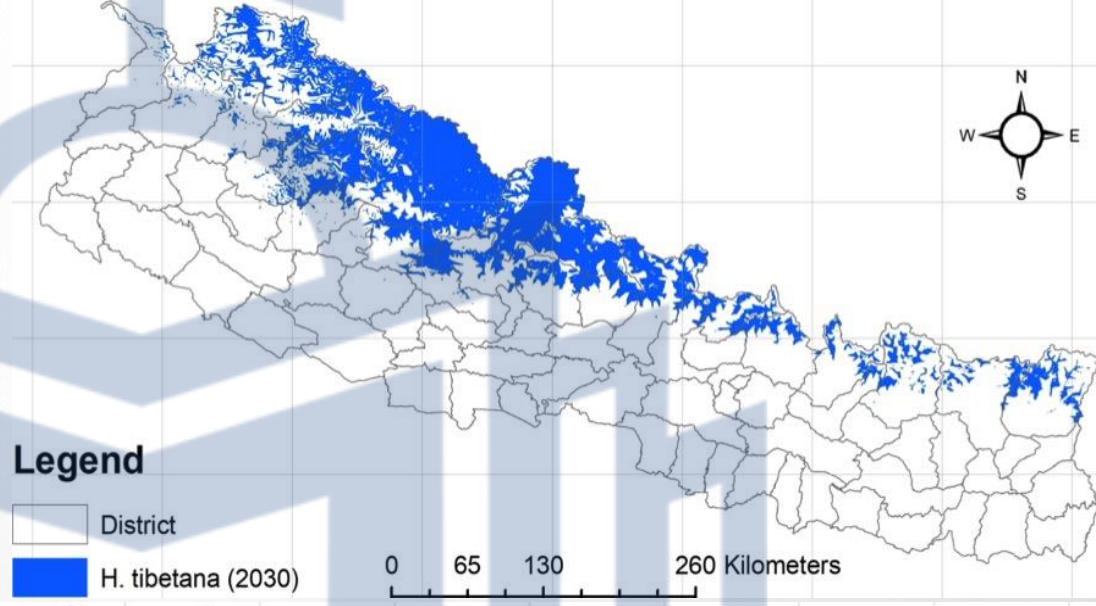 N
W E
S
Legend
District
H. tibetana (2030)
0 65 130 260 Kilometers